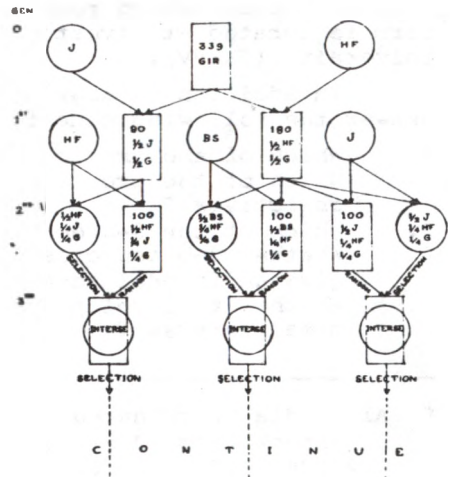 GEN
0
J
339
GIR
HF
1ST
HF
90
½ J
½ G
BS
180
½ HF
½ G
J
2ND
½ HF
¼ J
¼ G
100
½ HF
¼ J
¼ G
½ BS
¼ HF
¼ G
100
½ BS
¼ HF
¼ G
100
½ J
¼ HF
¼ G
½ J
¼ HF
¼ G
SELECTION RANDOM SELECTION RANDOM RANDOM SELECTION
3RD
INTERSE INTERSE INTERSE
SELECTION SELECTION SELECTION
C O N T I N U E